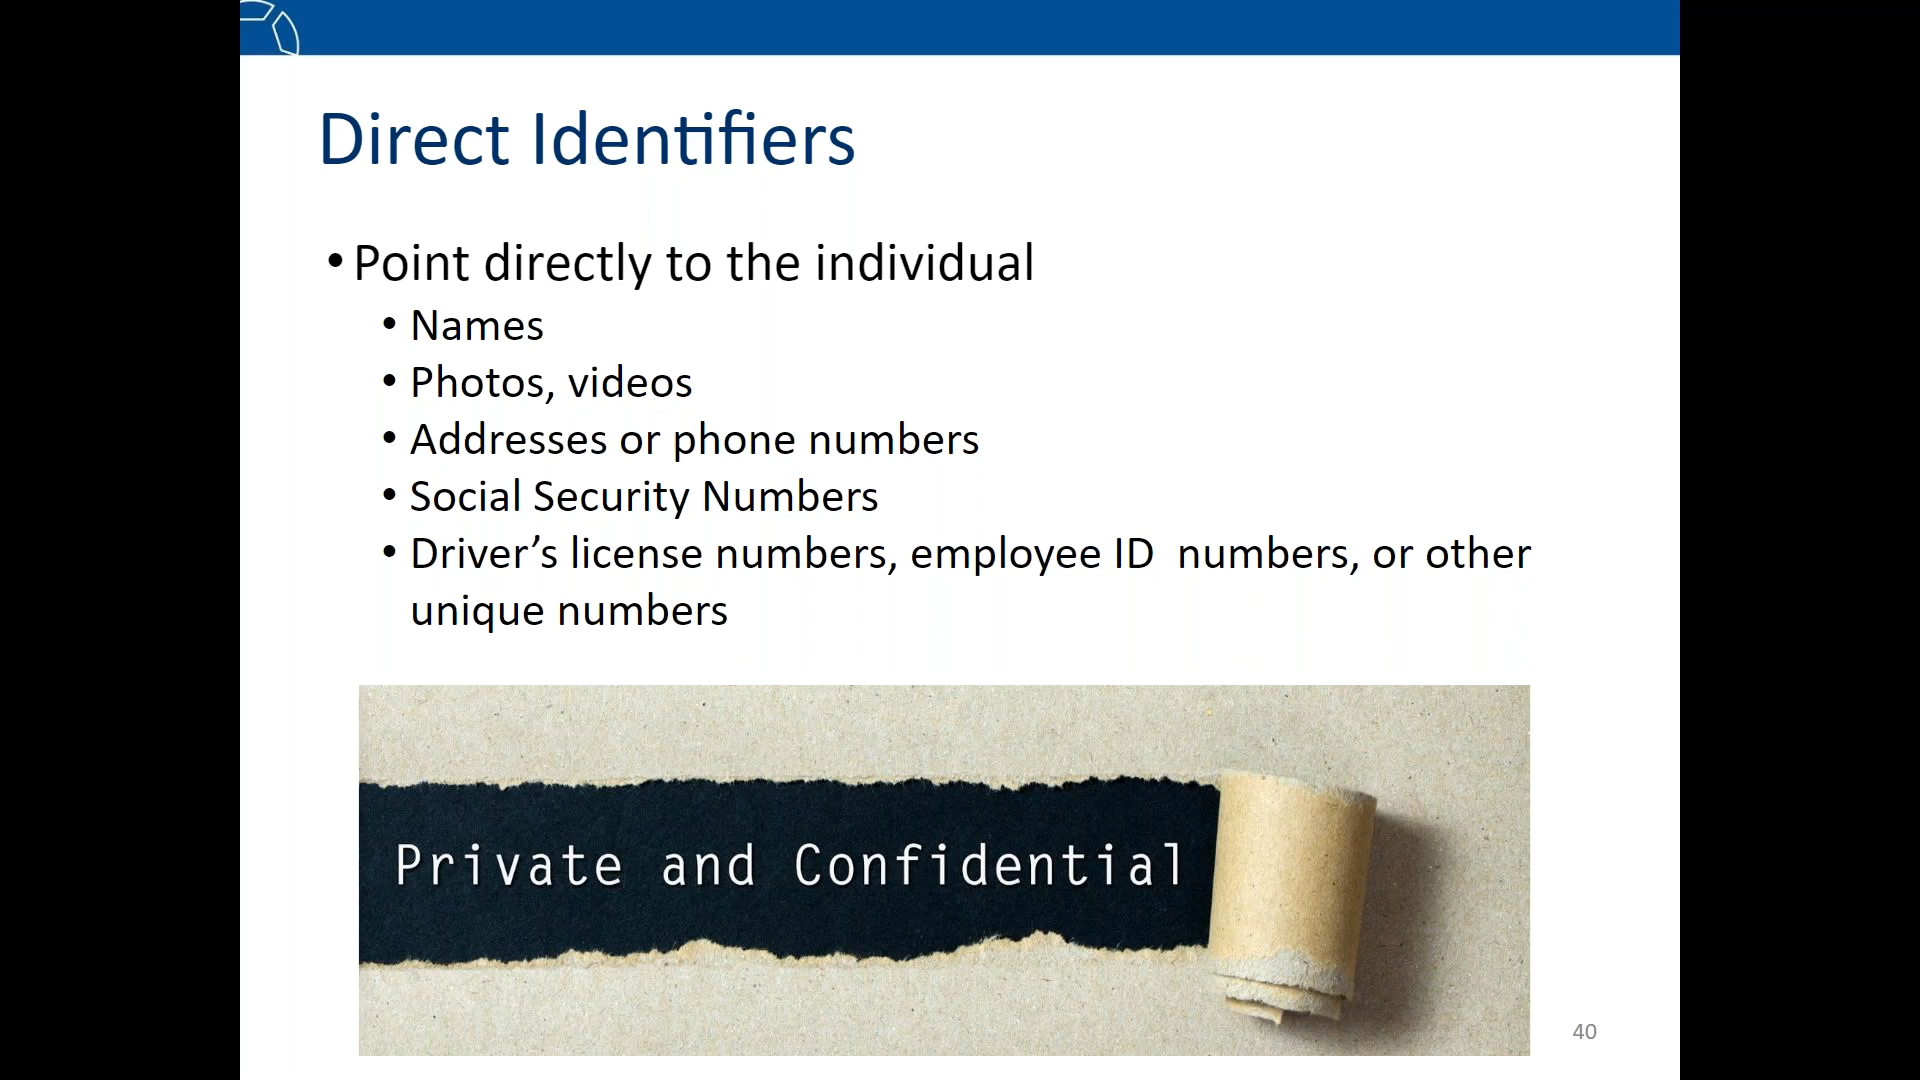 Direct Identifiers
• Point directly to the individual
• Names
• Photos, videos
• Addresses or phone numbers
• Social Security Numbers
• Driver’s license numbers, employee ID  numbers, or other
unique numbers
Private and Confidential
40